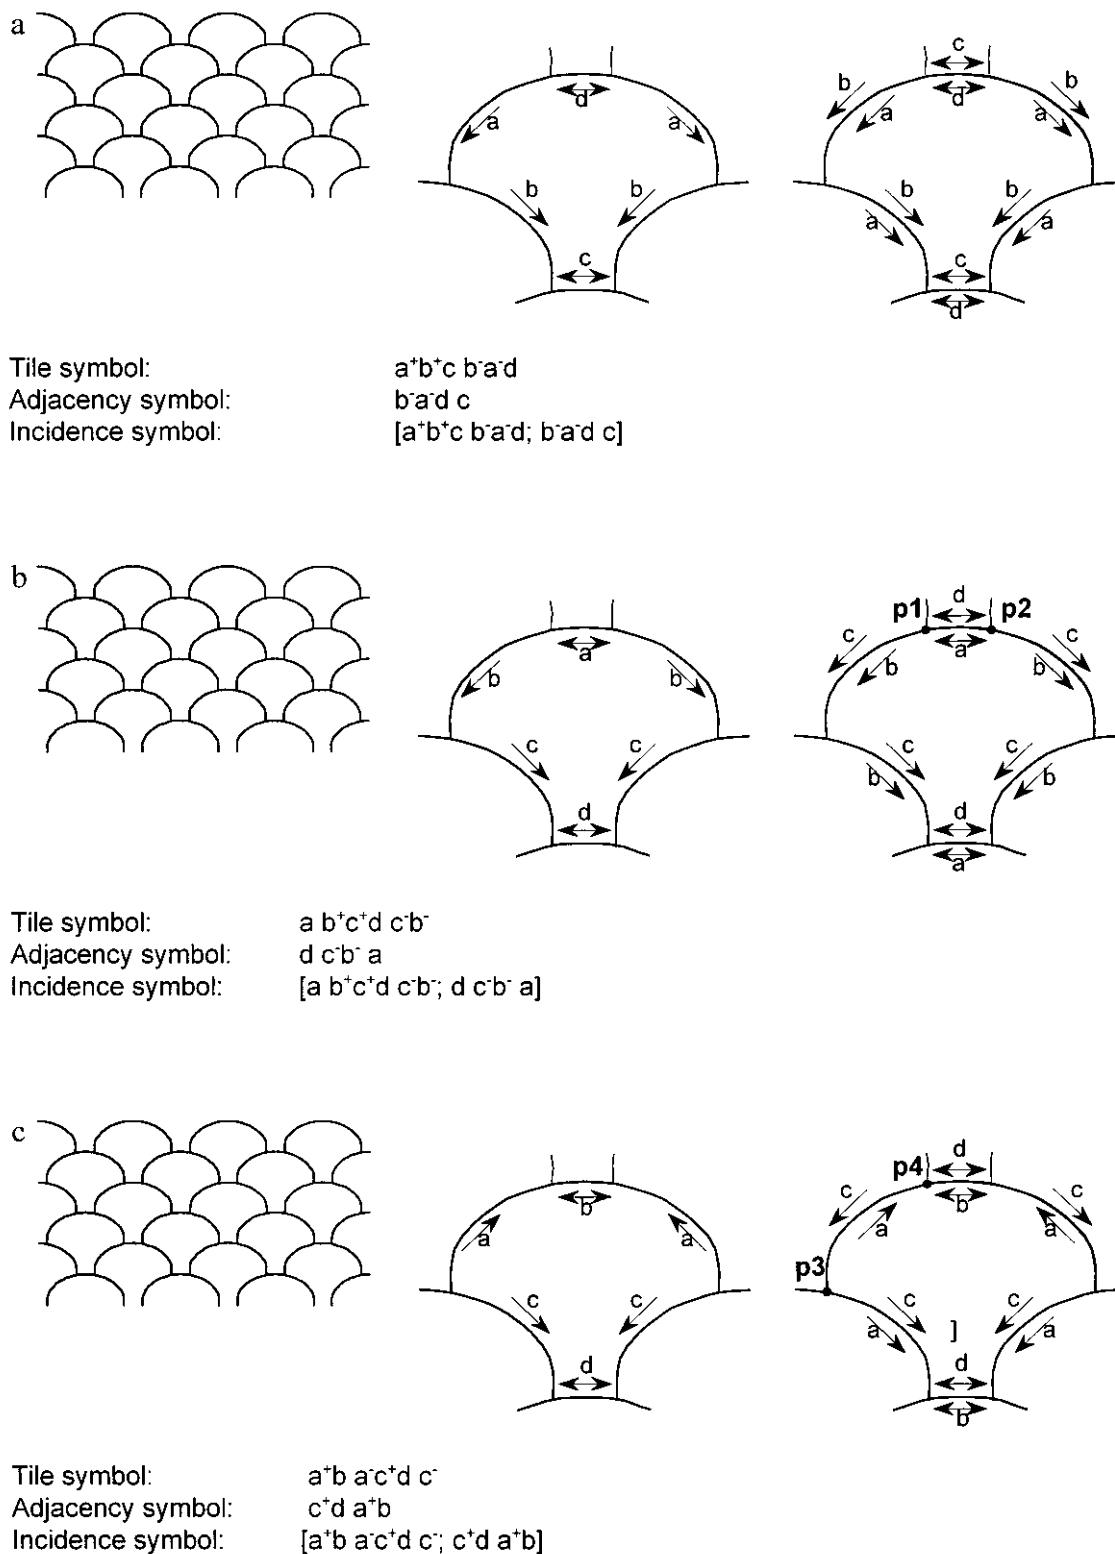 a
d
a
a
b
b
c
c
d
b
b
a
a
b
b
a
a
c
d
Tile symbol: a⁺b⁺c b⁻a⁻d
Adjacency symbol: b⁻a⁻d c
Incidence symbol: [a⁺b⁺c b⁻a⁻d; b⁻a⁻d c]
b
a
b
b
c
c
d
p1 d p2
a
c
c
b
b
c
c
b
b
d
a
Tile symbol: a b⁺c⁺d c⁻b⁻
Adjacency symbol: d c⁻b⁻ a
Incidence symbol: [a b⁺c⁺d c⁻b⁻; d c⁻b⁻ a]
c
b
a
a
c
c
d
p4 d
b
c
c
a
a
p3
c
c
a ] a
d
b
Tile symbol: a⁺b a⁻c⁺d c⁻
Adjacency symbol: c⁺d a⁺b
Incidence symbol: [a⁺b a⁻c⁺d c⁻; c⁺d a⁺b]